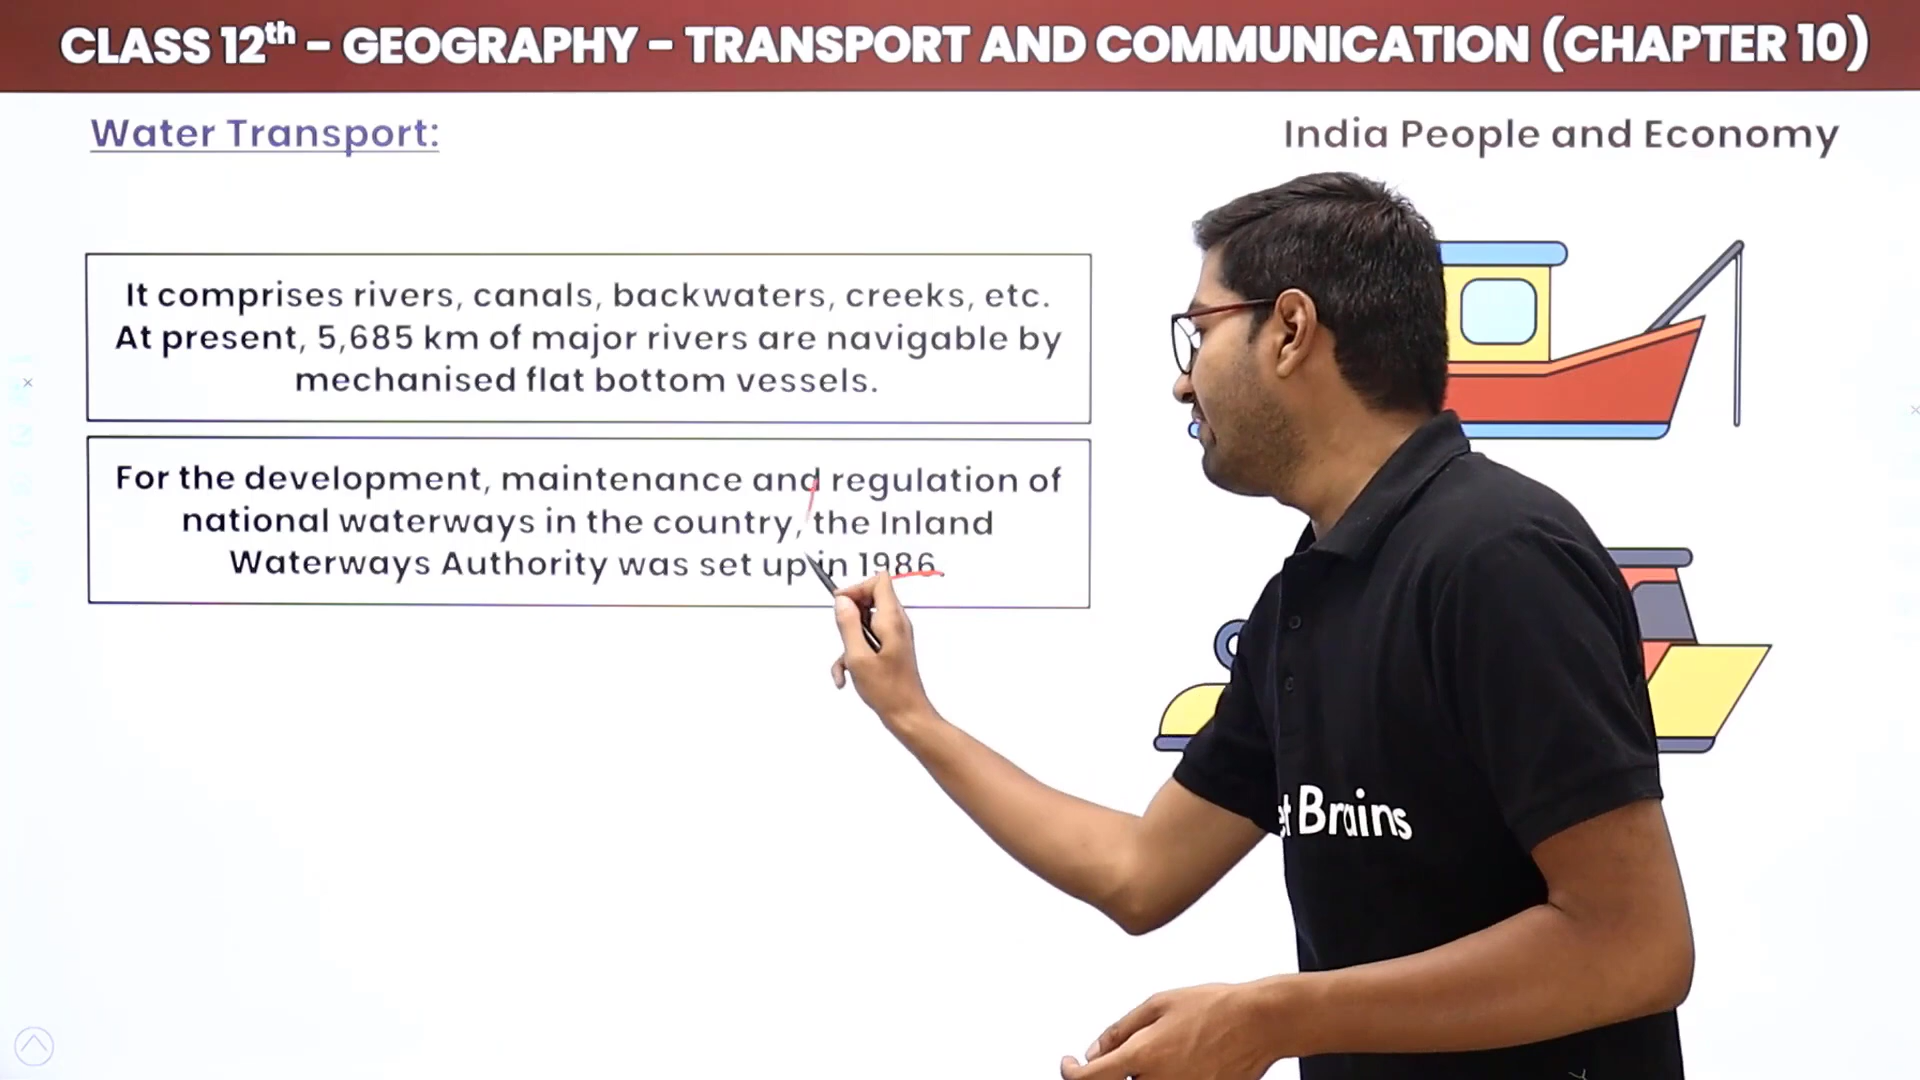 CLASS 12th - GEOGRAPHY - TRANSPORT AND COMMUNICATION (CHAPTER 10)
Water Transport:
India People and Economy
It comprises rivers, canals, backwaters, creeks, etc.
At present, 5,685 km of major rivers are navigable by
mechanised flat bottom vessels.
For the development, maintenance and regulation of
national waterways in the country, the Inland
Waterways Authority was set up in 1986.
Brains